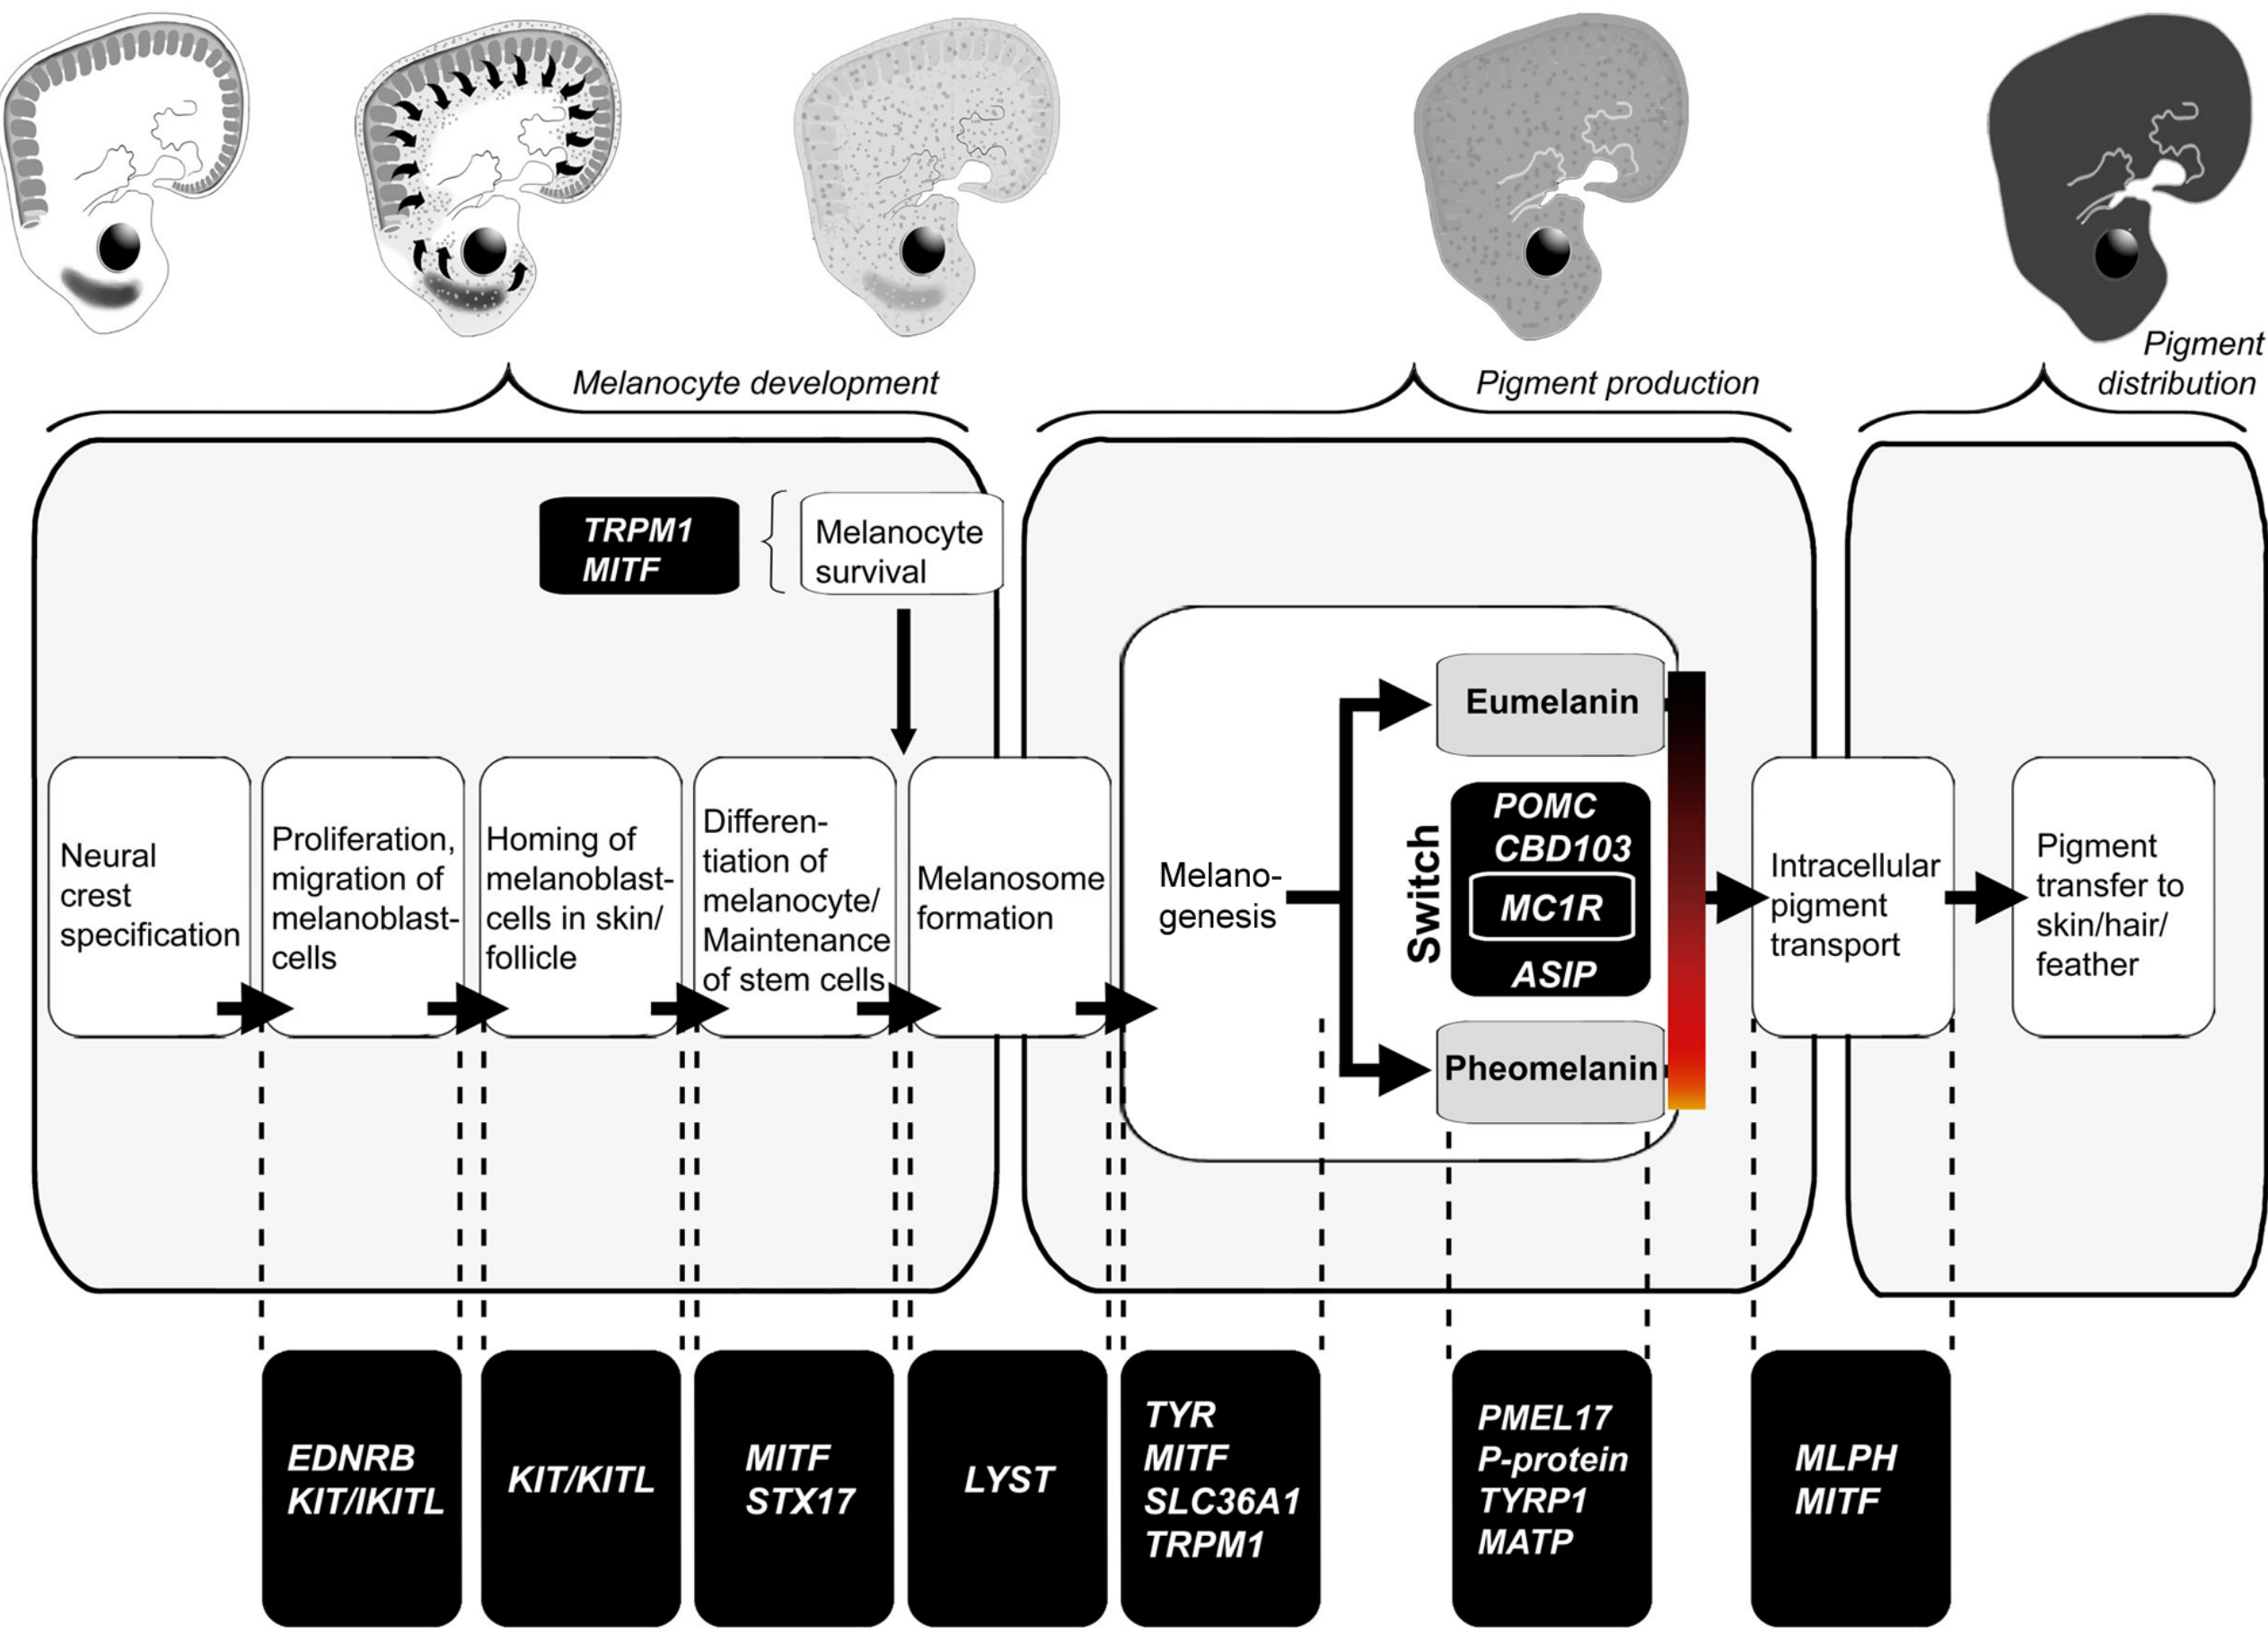 Melanocyte development
Pigment production
Pigment
distribution
TRPM1
MITF
Melanocyte
survival
Neural
crest
specification
Proliferation,
migration of
melanoblast-
cells
Homing of
melanoblast-
cells in skin/
follicle
Differen-
tiation of
melanocyte/
Maintenance
of stem cells
Melanosome
formation
Melano-
genesis
Eumelanin
Switch
POMC
CBD103
MC1R
ASIP
Pheomelanin
Intracellular
pigment
transport
Pigment
transfer to
skin/hair/
feather
EDNRB
KIT/IKITL
KIT/KITL
MITF
STX17
LYST
TYR
MITF
SLC36A1
TRPM1
PMEL17
P-protein
TYRP1
MATP
MLPH
MITF